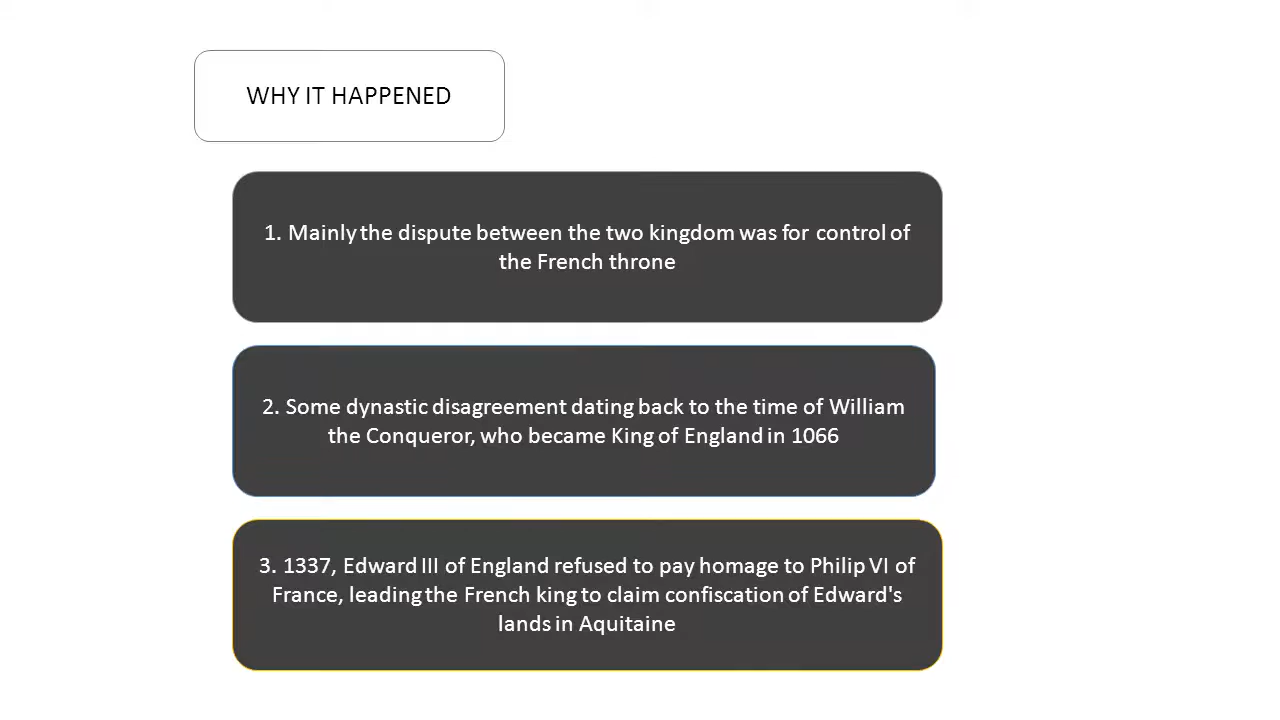 WHY IT HAPPENED
1. Mainly the dispute between the two kingdom was for control of
the French throne
2. Some dynastic disagreement dating back to the time of William
the Conqueror, who became King of England in 1066
3. 1337, Edward III of England refused to pay homage to Philip VI of
France, leading the French king to claim confiscation of Edward's
lands in Aquitaine